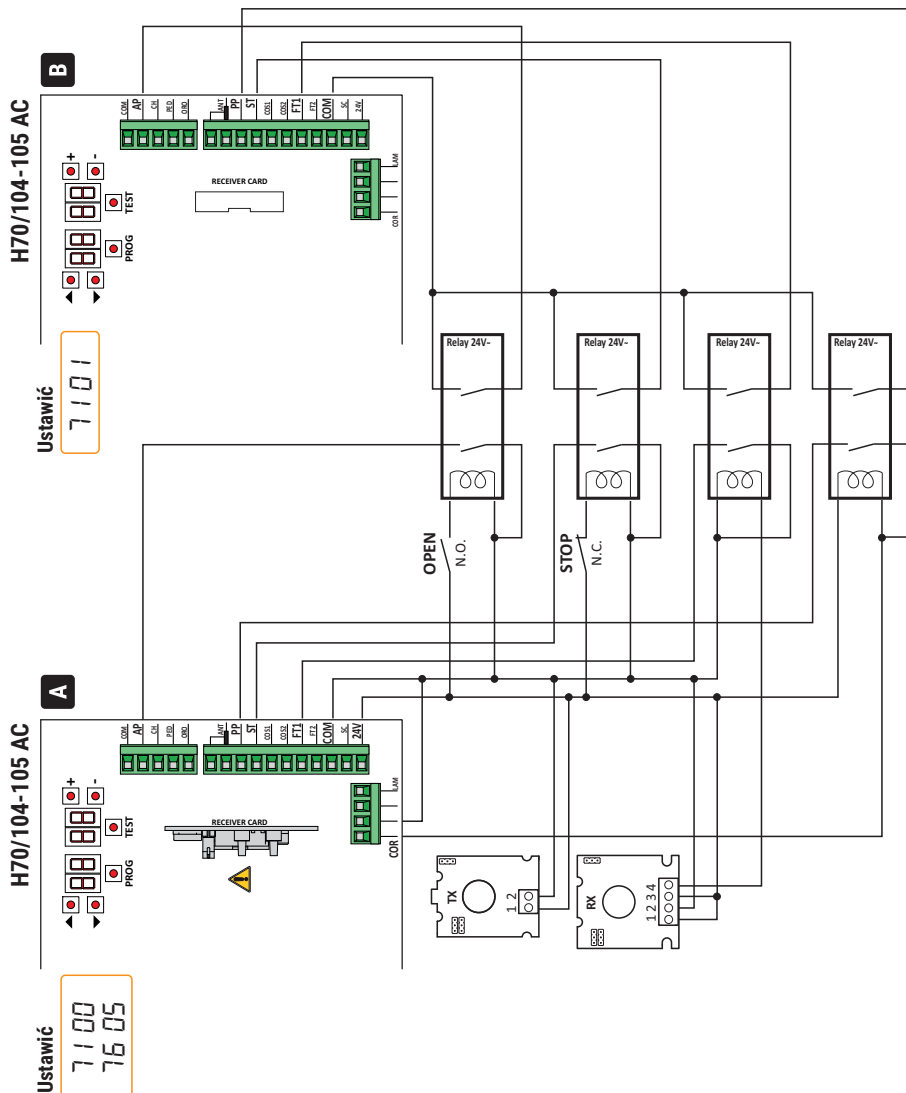 H70/104-105 AC
A
Ustawić
71 00
76 05
PROG
TEST
+
-
RECEIVER CARD
COM
AP
CH
PED
ORO
ANT
PP
ST
COS1
COS2
FT1
FT2
COM
SC
24V
COR
LAM
TX
1 2
RX
1 2 3 4
H70/104-105 AC
B
Ustawić
71 01
PROG
TEST
+
-
RECEIVER CARD
COM
AP
CH
PED
ORO
ANT
PP
ST
COS1
COS2
FT1
FT2
COM
SC
24V
COR
LAM
OPEN
N.O.
STOP
N.C.
Relay 24V~
Relay 24V~
Relay 24V~
Relay 24V~